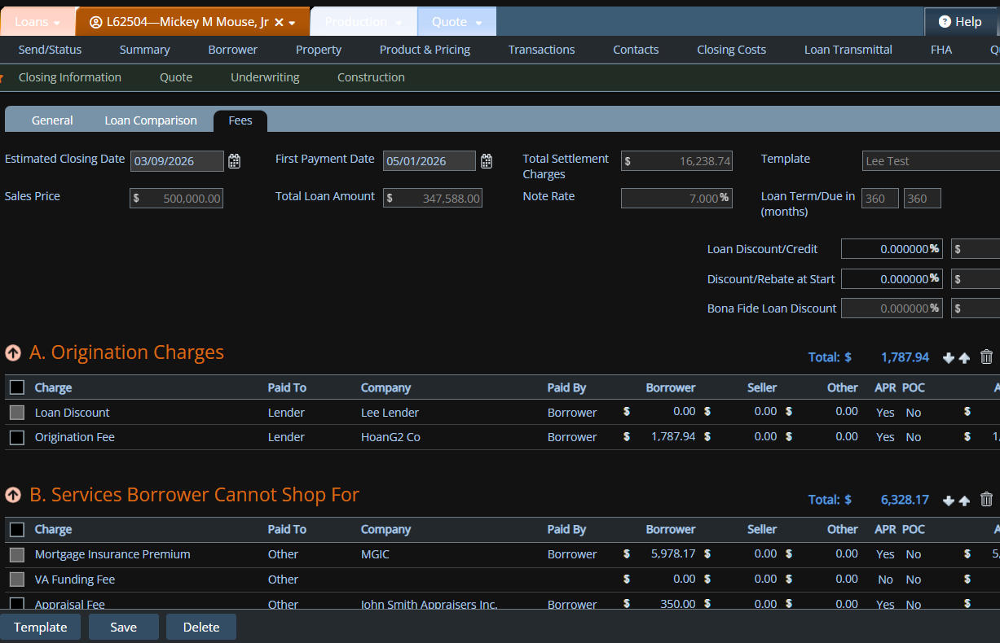 Loans L62504—Mickey M Mouse, Jr Production Quote Help
Send/Status Summary Borrower Property Product & Pricing Transactions Contacts Closing Costs Loan Transmittal FHA
Closing Information Quote Underwriting Construction
General Loan Comparison Fees
Estimated Closing Date 03/09/2026 First Payment Date 05/01/2026 Total Settlement Charges $ 16,238.74 Template Lee Test
Sales Price $ 500,000.00 Total Loan Amount $ 347,588.00 Note Rate 7.000% Loan Term/Due in (months) 360 360
Loan Discount/Credit 0.000000% $
Discount/Rebate at Start 0.000000% $
Bona Fide Loan Discount 0.000000% $
A. Origination Charges Total: $ 1,787.94
Charge Paid To Company Paid By Borrower Seller Other APR POC
Loan Discount Lender Lee Lender Borrower $ 0.00 $ 0.00 $ 0.00 Yes No $
Origination Fee Lender HoanG2 Co Borrower $ 1,787.94 $ 0.00 $ 0.00 Yes No $
B. Services Borrower Cannot Shop For Total: $ 6,328.17
Charge Paid To Company Paid By Borrower Seller Other APR POC
Mortgage Insurance Premium Other MGIC Borrower $ 5,978.17 $ 0.00 $ 0.00 Yes No $
VA Funding Fee Other $ 0.00 $ 0.00 $ 0.00 No No $
Appraisal Fee Other John Smith Appraisers Inc. Borrower $ 350.00 $ 0.00 $ 0.00 Yes No $
Template Save Delete